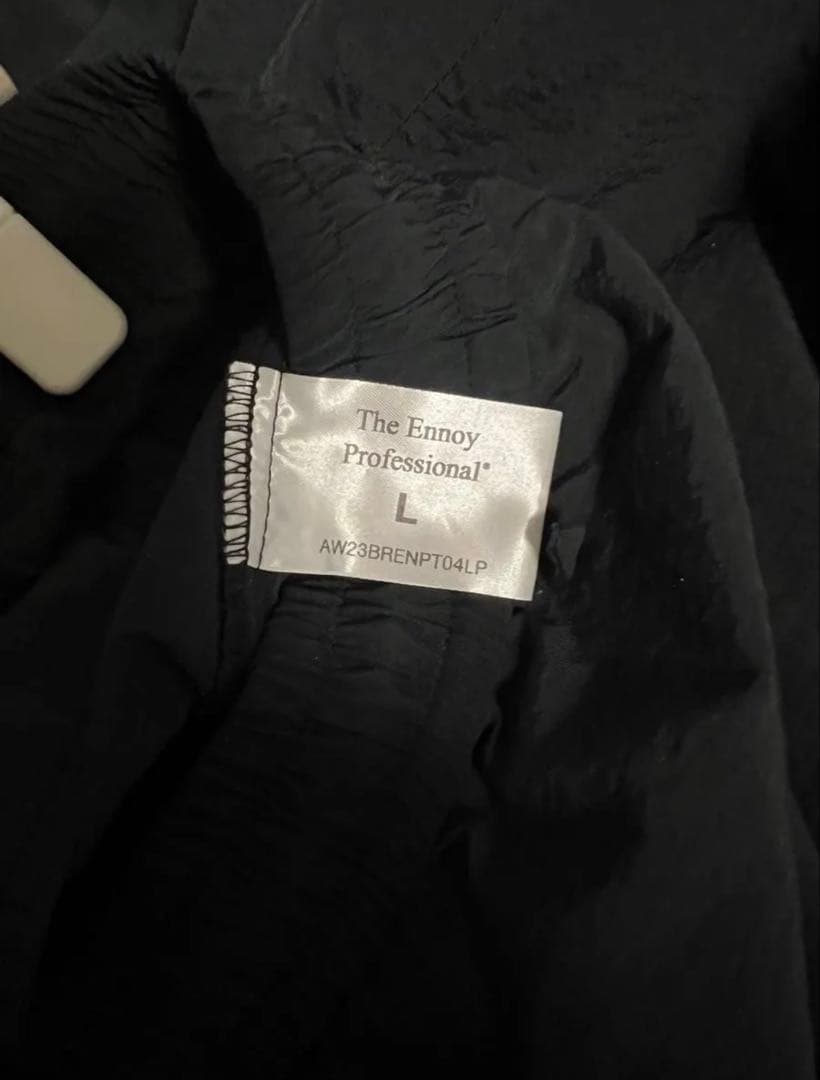 The Ennoy
Professional®
L
AW23BRENPT04LP